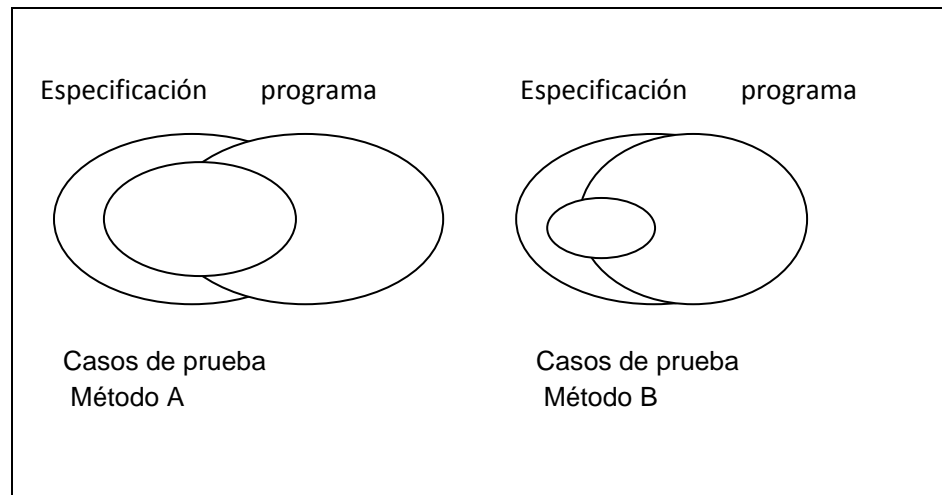 Especificación programa
Especificación programa
Casos de prueba
Método A
Casos de prueba
Método B